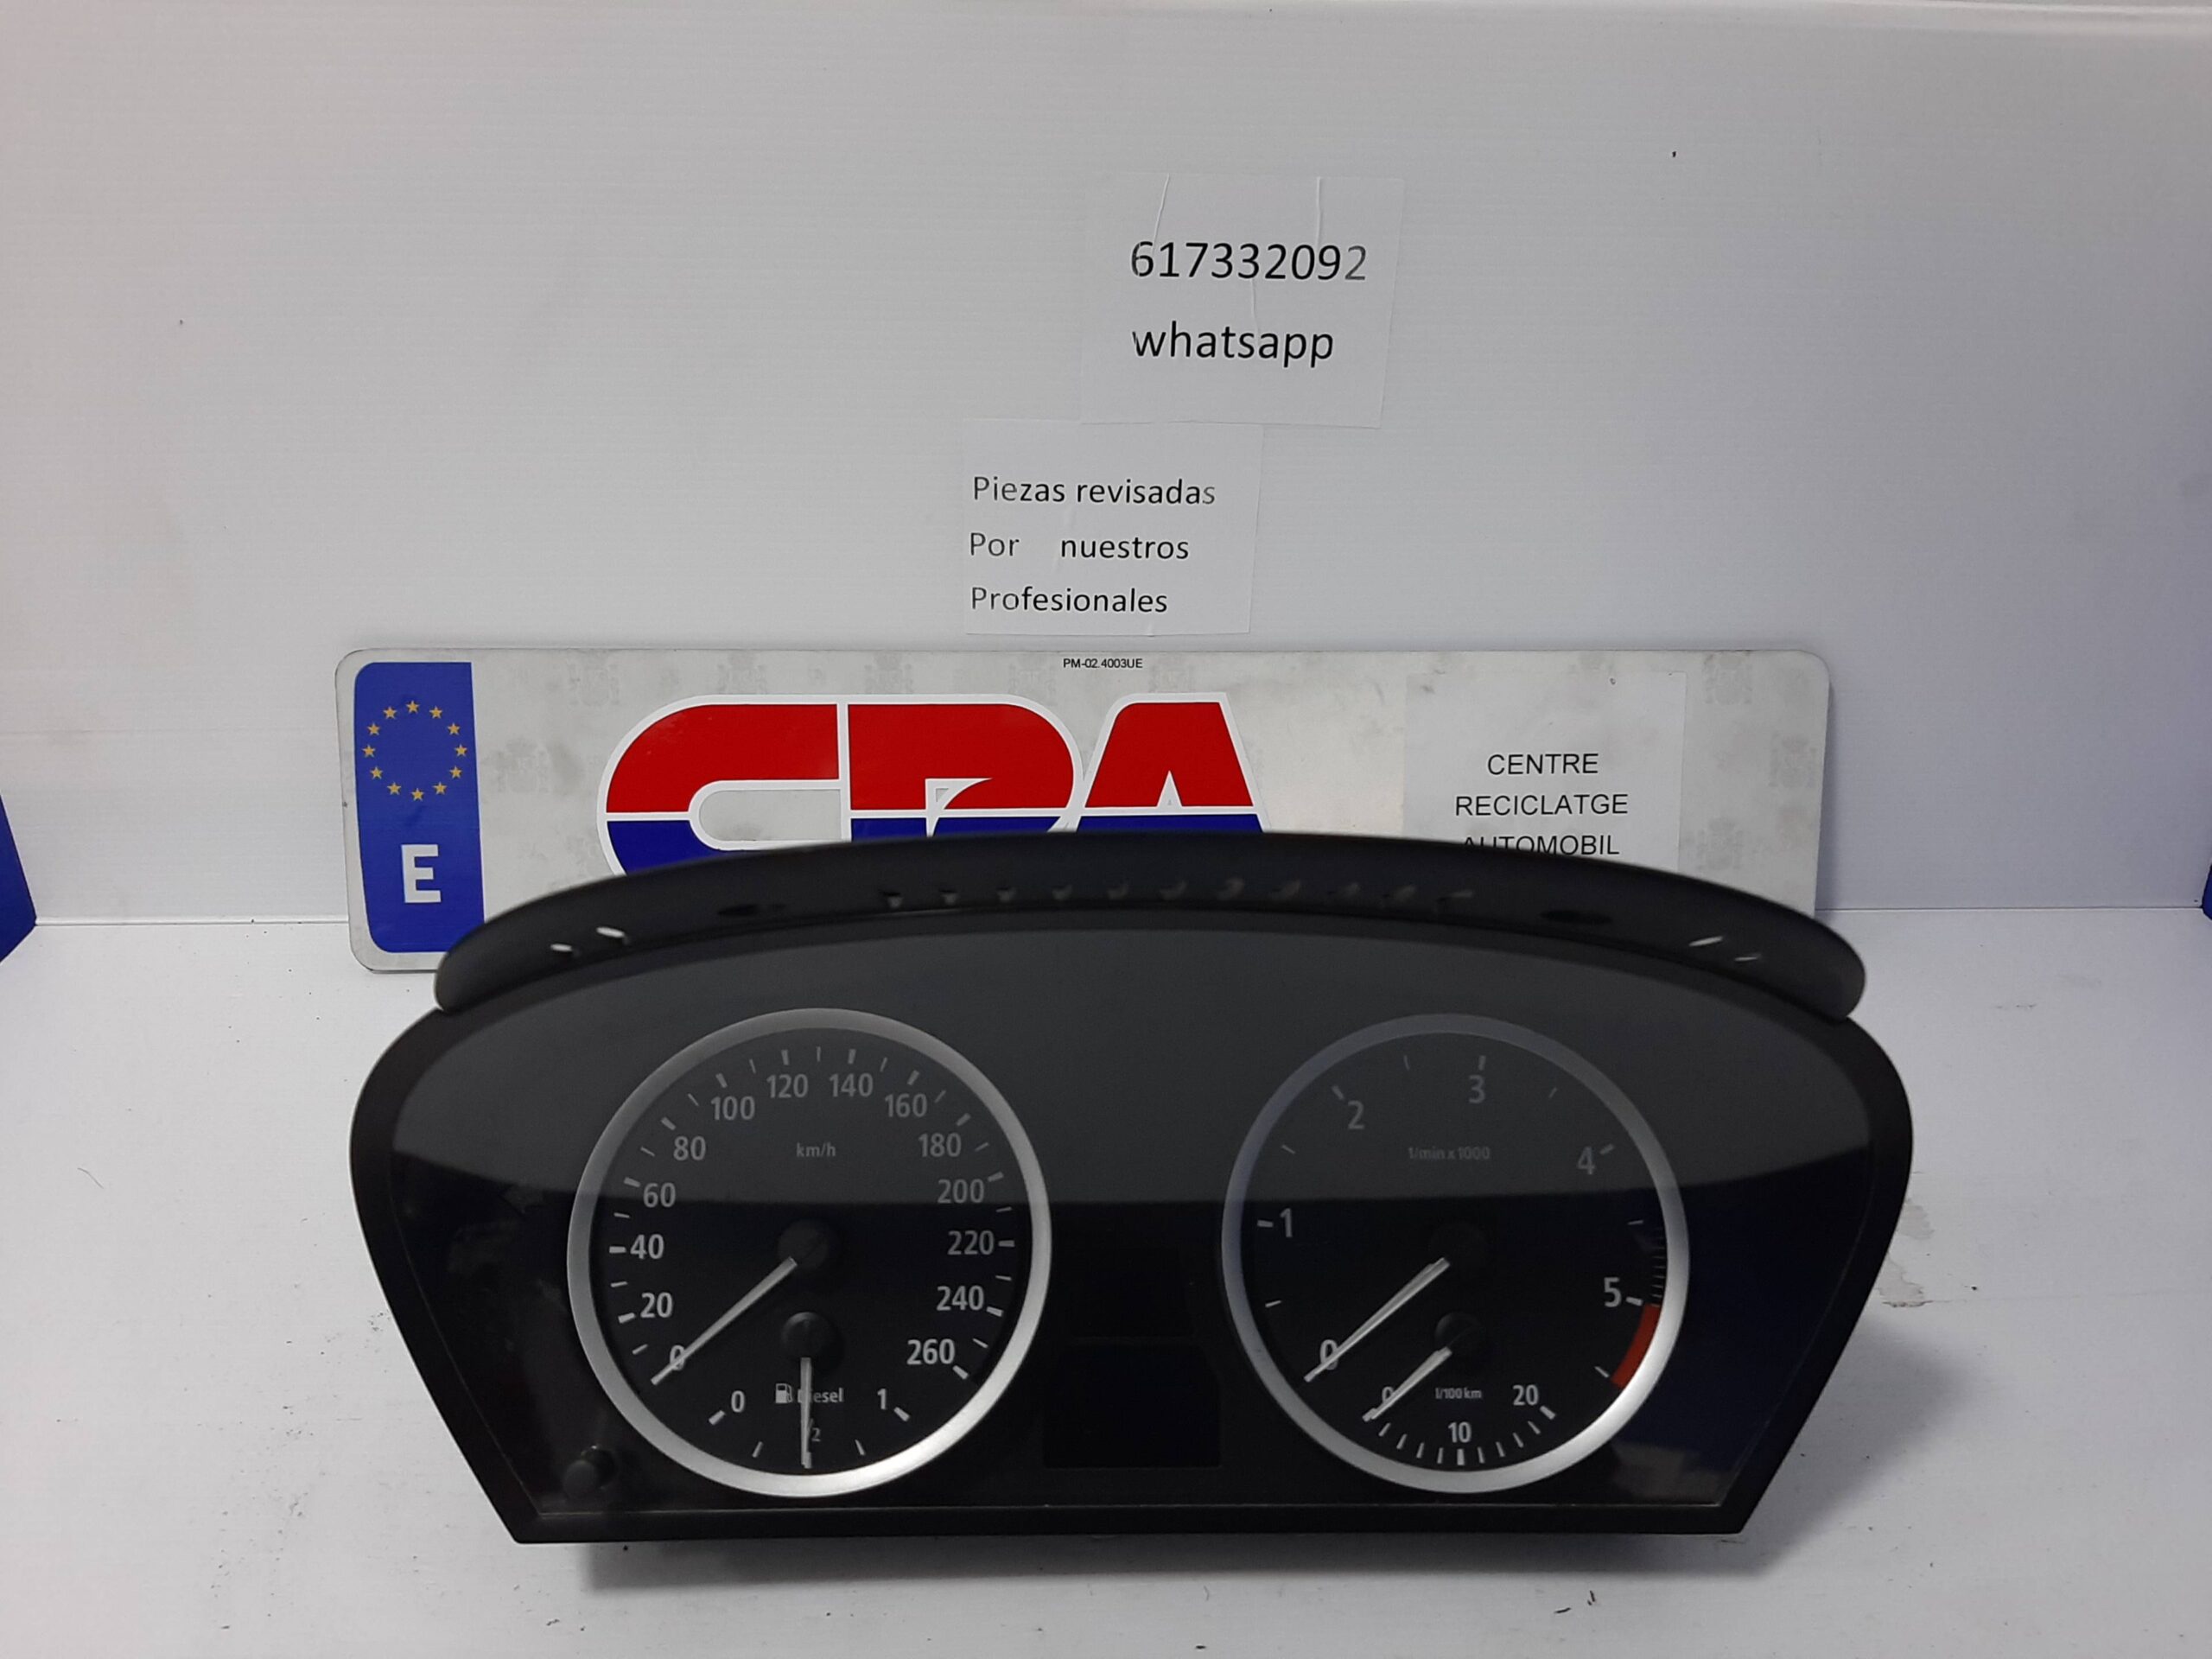 617332092
whatsapp
Piezas revisadas
Por nuestros
Profesionales
PM-02.4003UE
E
CRA
CENTRE
RECICLATGE
AUTOMOBIL
120 140
100 160
80 km/h 180
60 200
40 220
20 240
0 260
0 Diesel 1
1/2
3
2
1/min x 1000
4
1
5
0
0 l/100 km 20
10